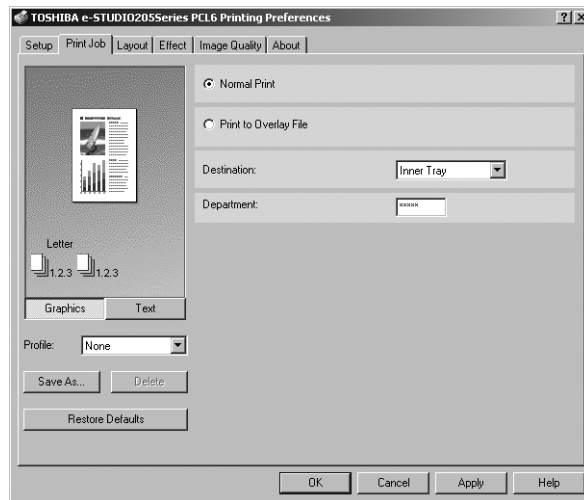 TOSHIBA e-STUDIO205Series PCL6 Printing Preferences
Setup Print Job Layout Effect Image Quality About
Normal Print
Print to Overlay File
Destination: Inner Tray
Department: *****
Letter
1.2.3 1.2.3
Graphics Text
Profile: None
Save As... Delete
Restore Defaults
OK Cancel Apply Help